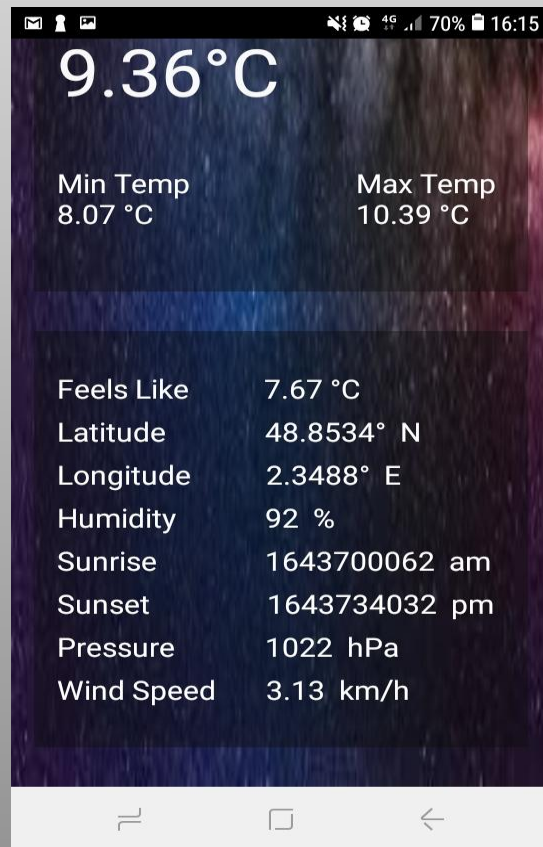 4G 70% 16:15
9.36°C
Min Temp Max Temp
8.07 °C 10.39 °C
Feels Like 7.67 °C
Latitude 48.8534° N
Longitude 2.3488° E
Humidity 92 %
Sunrise 1643700062 am
Sunset 1643734032 pm
Pressure 1022 hPa
Wind Speed 3.13 km/h